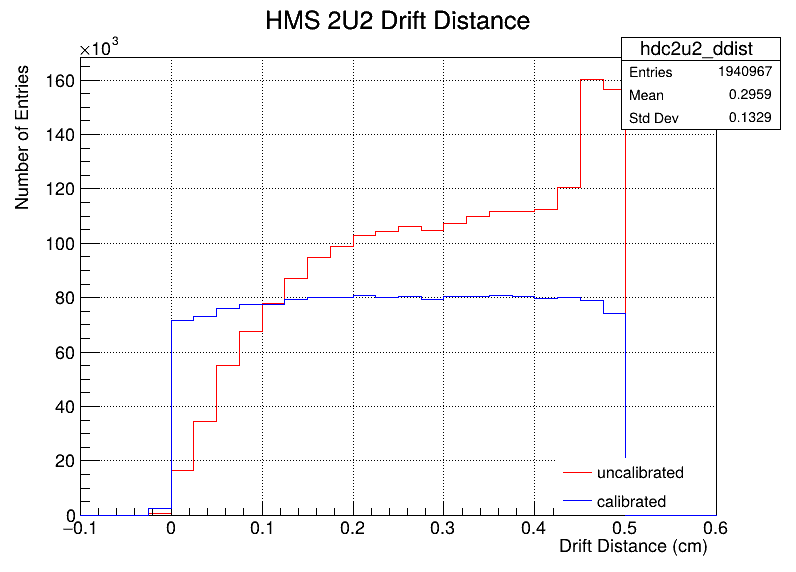 HMS 2U2 Drift Distance
×10³
hdc2u2_ddist
Entries 1940967
Mean 0.2959
Std Dev 0.1329
Number of Entries
160
140
120
100
80
60
40
20
0
uncalibrated
calibrated
−0.1 0 0.1 0.2 0.3 0.4 0.5 0.6
Drift Distance (cm)